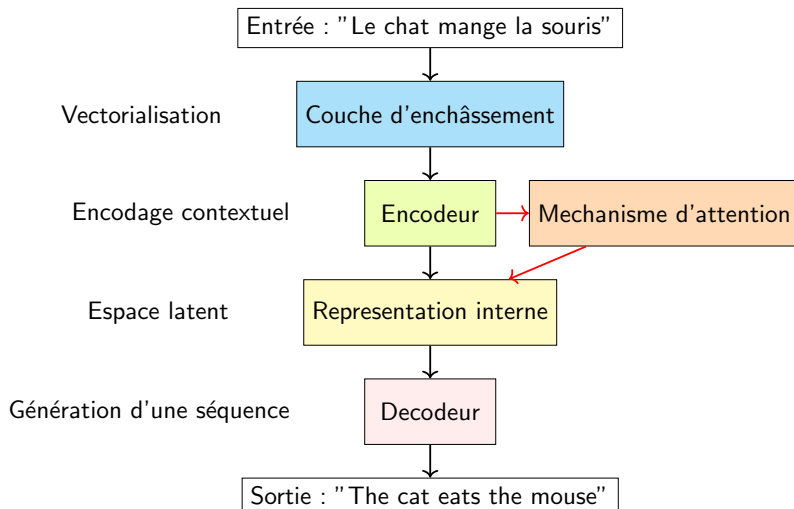 Entrée : "Le chat mange la souris"
Vectorialisation
Couche d'enchâssement
Encodage contextuel
Encodeur
Mechanisme d'attention
Espace latent
Representation interne
Génération d'une séquence
Decodeur
Sortie : "The cat eats the mouse"